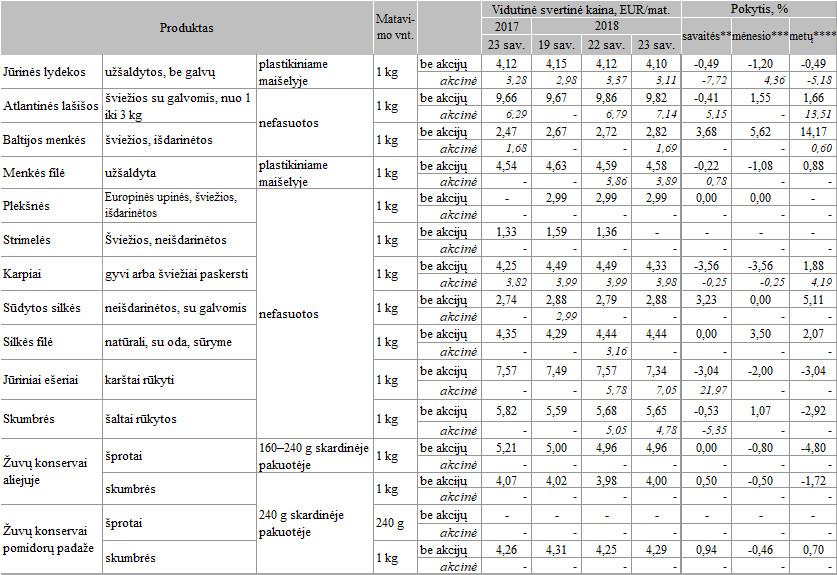 Produktas Matavi- mo vnt. Vidutinė svertinė kaina, EUR/mat. Pokytis, %
2017 2018 savaitės** mėnesio*** metų****
23 sav. 19 sav. 22 sav. 23 sav.
Jūrinės lydekos užšaldytos, be galvų plastikiniame maišelyje 1 kg be akcijų 4,12 4,15 4,12 4,10 -0,49 -1,20 -0,49
akcinė 3,28 2,98 3,37 3,11 -7,72 4,36 -5,18
Atlantinės lašišos šviežios su galvomis, nuo 1 iki 3 kg nefasuotos 1 kg be akcijų 9,66 9,67 9,86 9,82 -0,41 1,55 1,66
akcinė 6,29 - 6,79 7,14 5,15 - 13,51
Baltijos menkės šviežios, išdarinėtos 1 kg be akcijų 2,47 2,67 2,72 2,82 3,68 5,62 14,17
akcinė 1,68 - - 1,69 - - 0,60
Menkės filė užšaldyta plastikiniame maišelyje 1 kg be akcijų 4,54 4,63 4,59 4,58 -0,22 -1,08 0,88
akcinė - - 3,86 3,89 0,78 - -
Plekšnės Europinės upinės, šviežios, išdarinėtos nefasuotos 1 kg be akcijų - 2,99 2,99 2,99 0,00 0,00 -
akcinė - - - - - - -
Strimelės Šviežios, neišdarinėtos 1 kg be akcijų 1,33 1,59 1,36 - - - -
akcinė - - - - - - -
Karpiai gyvi arba šviežiai paskersti 1 kg be akcijų 4,25 4,49 4,49 4,33 -3,56 -3,56 1,88
akcinė 3,82 3,99 3,99 3,98 -0,25 -0,25 4,19
Sūdytos silkės neišdarinėtos, su galvomis 1 kg be akcijų 2,74 2,88 2,79 2,88 3,23 0,00 5,11
akcinė - 2,99 - - - - -
Silkės filė natūrali, su oda, sūryme 1 kg be akcijų 4,35 4,29 4,44 4,44 0,00 3,50 2,07
akcinė - - 3,16 - - - -
Jūriniai ešeriai karštai rūkyti 1 kg be akcijų 7,57 7,49 7,57 7,34 -3,04 -2,00 -3,04
akcinė - - 5,78 7,05 21,97 - -
Skumbrės šaltai rūkytos 1 kg be akcijų 5,82 5,59 5,68 5,65 -0,53 1,07 -2,92
akcinė - - 5,05 4,78 -5,35 - -
Žuvų konservai aliejuje šprotai 160–240 g skardinėje pakuotėje 1 kg be akcijų 5,21 5,00 4,96 4,96 0,00 -0,80 -4,80
akcinė - - - - - - -
skumbrės 240 g skardinėje pakuotėje 1 kg be akcijų 4,07 4,02 3,98 4,00 0,50 -0,50 -1,72
akcinė - - - - - - -
Žuvų konservai pomidorų padaže šprotai 240 g be akcijų - - - - - - -
akcinė - - - - - - -
skumbrės 1 kg be akcijų 4,26 4,31 4,25 4,29 0,94 -0,46 0,70
akcinė - - - - - - -